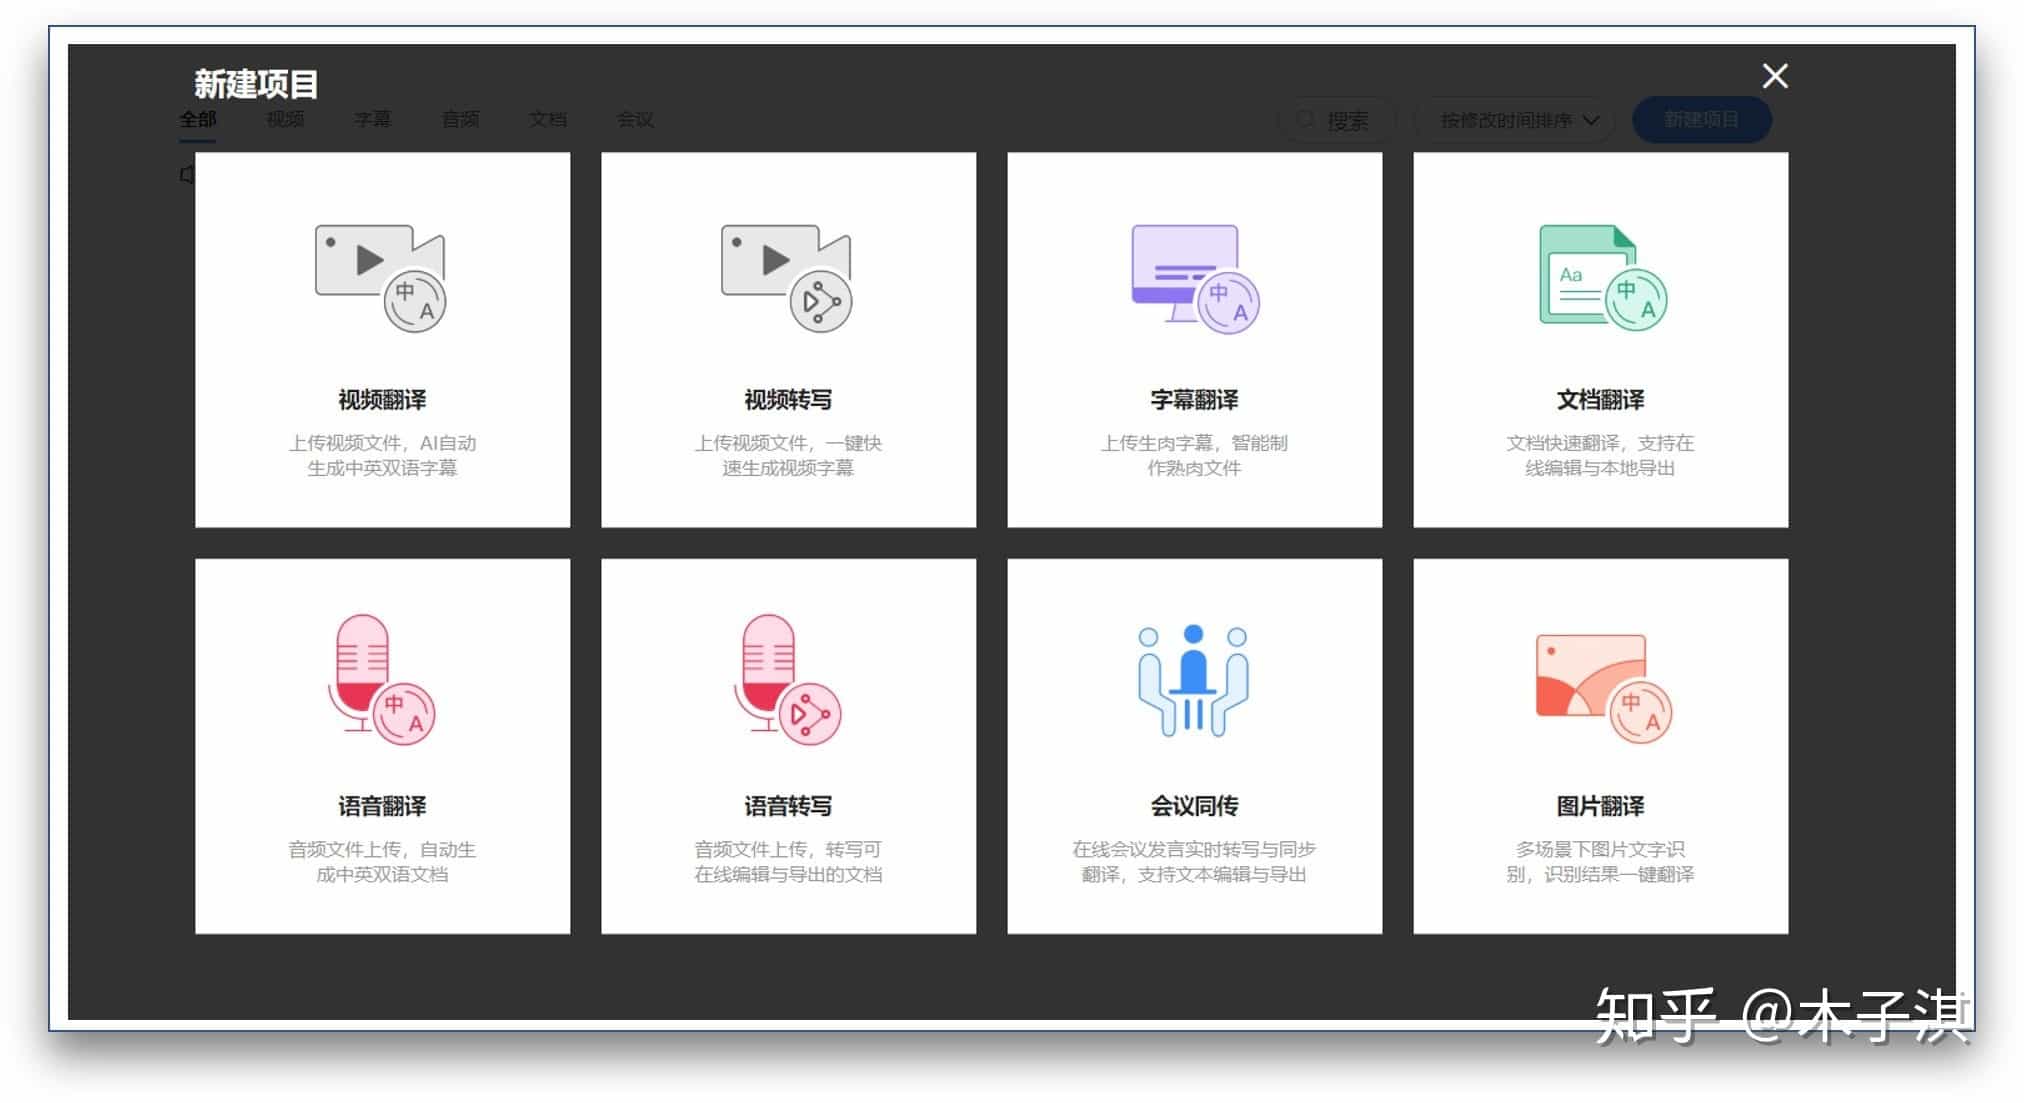 新建项目
全部 视频 字幕 音频 文档 会议 搜索 按修改时间排序 新建项目
中 A
中 A
Aa 中 A
视频翻译
上传视频文件，AI自动
生成中英双语字幕
视频转写
上传视频文件，一键快
速生成视频字幕
字幕翻译
上传生肉字幕，智能制
作熟肉文件
文档翻译
文档快速翻译，支持在
线编辑与本地导出
中 A
中 A
语音翻译
音频文件上传，自动生
成中英双语文档
语音转写
音频文件上传，转写可
在线编辑与导出的文档
会议同传
在线会议发言实时转写与同步
翻译，支持文本编辑与导出
图片翻译
多场景下图片文字识
别，识别结果一键翻译
知乎 @木子淇